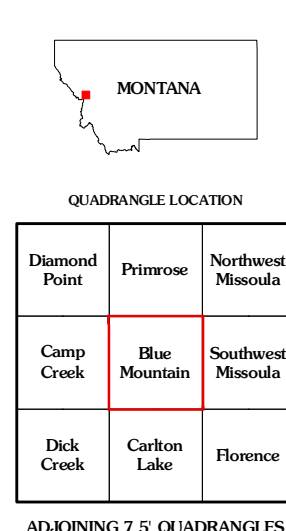 MONTANA
QUADRANGLE LOCATION
Diamond
Point
Primrose
Northwest
Missoula
Camp
Creek
Blue
Mountain
Southwest
Missoula
Dick
Creek
Carlton
Lake
Florence
ADJOINING 7.5' QUADRANGLES